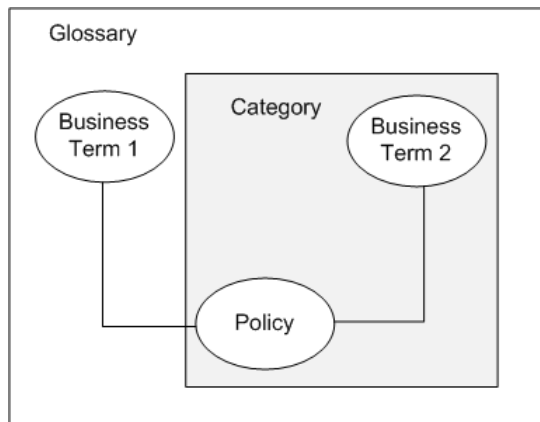 Glossary
Business
Term 1
Category
Business
Term 2
Policy